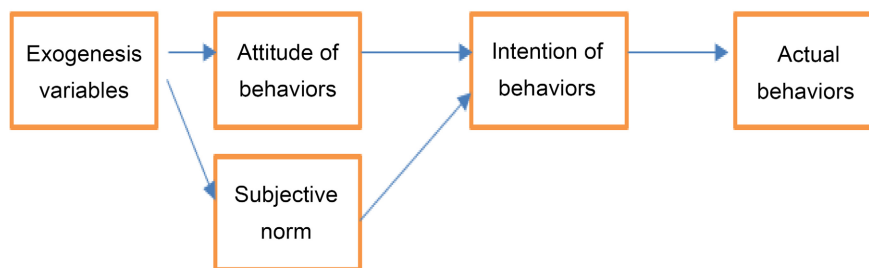 Exogenesis
variables
Attitude of
behaviors
Intention of
behaviors
Actual
behaviors
Subjective
norm